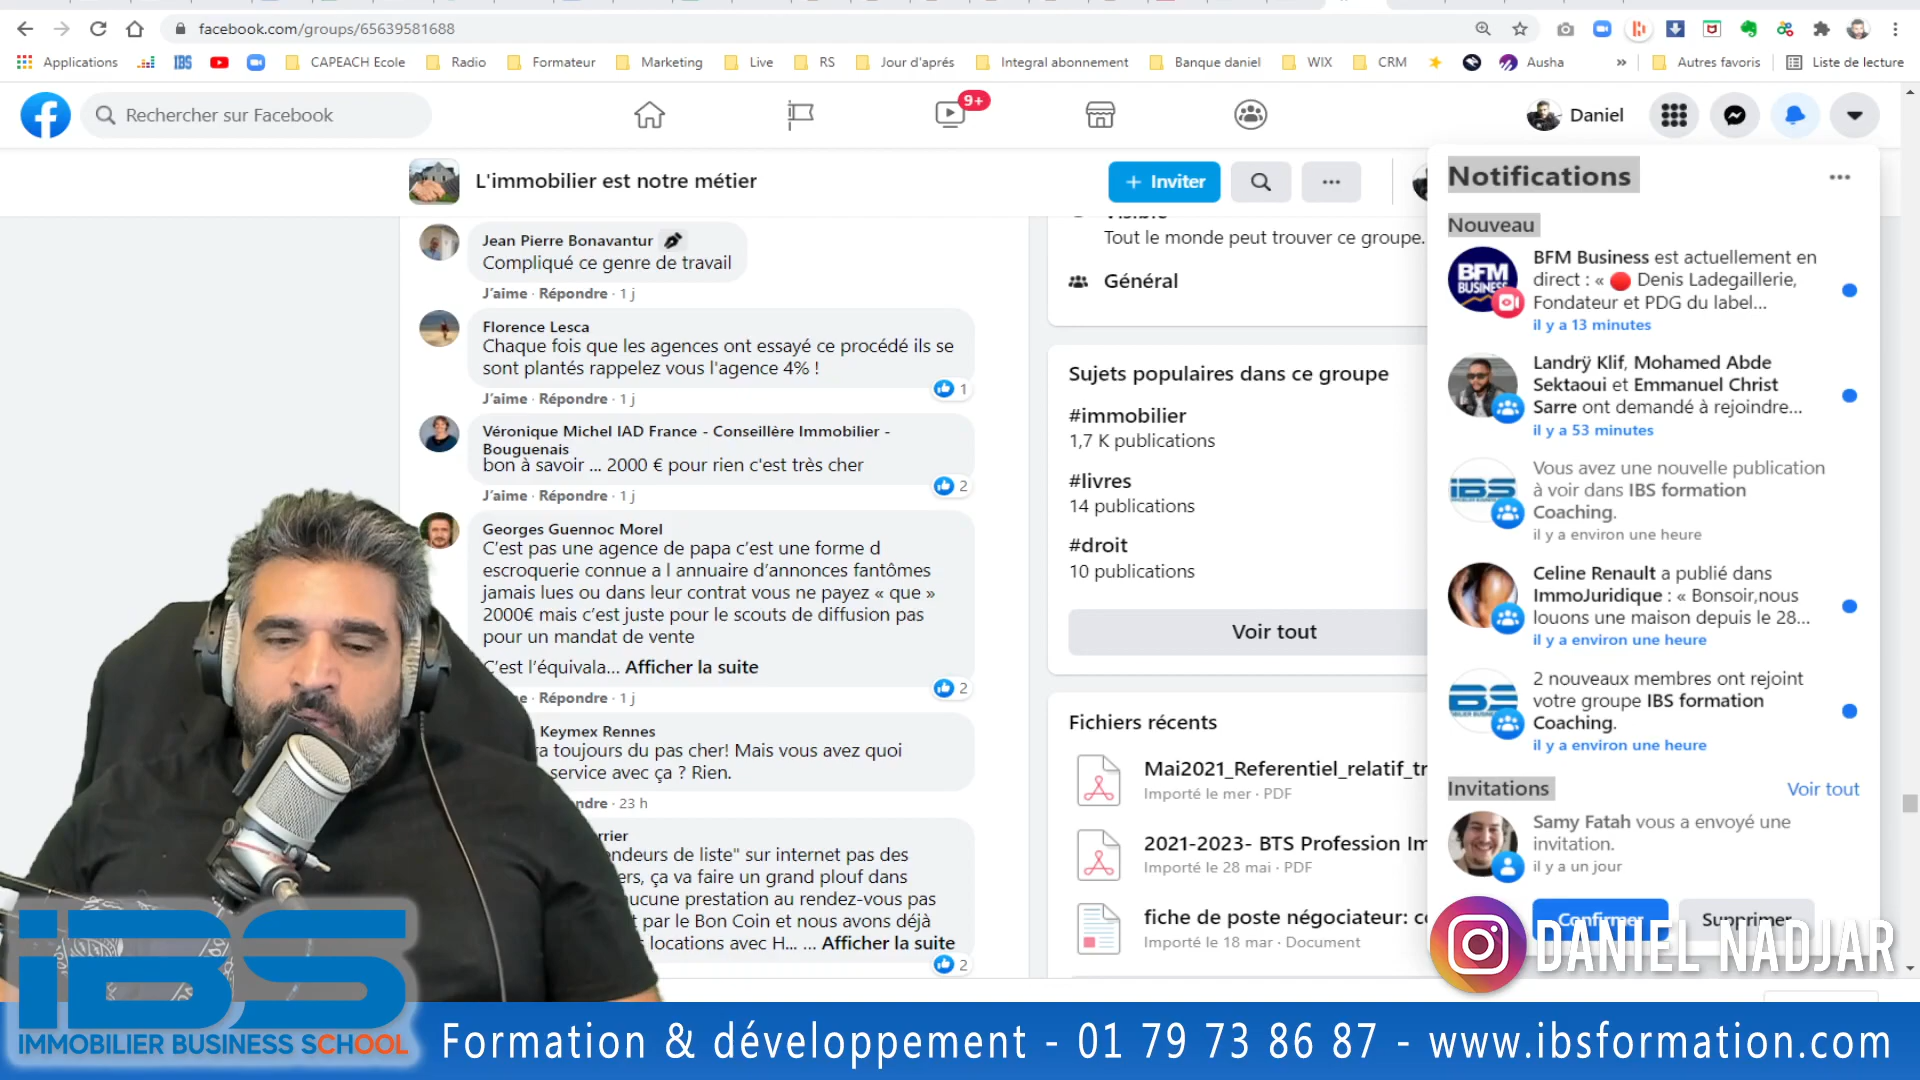 facebook.com/groups/65639581688
Applications
IBS
CAPEACH Ecole
Radio
Formateur
Marketing
Live
RS
Jour d'aprés
Integral abonnement
Banque daniel
WIX
CRM
Ausha
»
Autres favoris
Liste de lecture
Rechercher sur Facebook
9+
Daniel
L'immobilier est notre métier
+ Inviter
Jean Pierre Bonavantur
Compliqué ce genre de travail
J'aime · Répondre · 1 j
Florence Lesca
Chaque fois que les agences ont essayé ce procédé ils se
sont plantés rappelez vous l'agence 4% !
1
J'aime · Répondre · 1 j
Véronique Michel IAD France - Conseillère Immobilier -
Bouguenais
bon à savoir ... 2000 € pour rien c'est très cher
2
J'aime · Répondre · 1 j
Georges Guennoc Morel
C'est pas une agence de papa c'est une forme d
escroquerie connue a l annuaire d'annonces fantômes
jamais lues ou dans leur contrat vous ne payez « que »
2000€ mais c'est juste pour le scouts de diffusion pas
pour un mandat de vente
C'est l'équivala... Afficher la suite
2
Répondre · 1 j
Keymex Rennes
toujours du pas cher! Mais vous avez quoi
service avec ça ? Rien.
23 h
de liste" sur internet pas des
ça va faire un grand plouf dans
prestation au rendez-vous pas
par le Bon Coin et nous avons déjà
locations avec H... ... Afficher la suite
2
Visible
Tout le monde peut trouver ce groupe.
Général
Sujets populaires dans ce groupe
#immobilier
1,7 K publications
#livres
14 publications
#droit
10 publications
Voir tout
Fichiers récents
Mai2021_Referentiel_relatif_tr
Importé le mer · PDF
2021-2023- BTS Profession Im
Importé le 28 mai · PDF
fiche de poste négociateur: co
Importé le 18 mar · Document
Notifications
Nouveau
BFM BUSINESS
BFM Business est actuellement en
direct : « 🔴 Denis Ladegaillerie,
Fondateur et PDG du label...
il y a 13 minutes
Landrÿ Klif, Mohamed Abde
Sektaoui et Emmanuel Christ
Sarre ont demandé à rejoindre...
il y a 53 minutes
IBS
Vous avez une nouvelle publication
à voir dans IBS formation
Coaching.
il y a environ une heure
Celine Renault a publié dans
ImmoJuridique : « Bonsoir,nous
louons une maison depuis le 28...
il y a environ une heure
2 nouveaux membres ont rejoint
votre groupe IBS formation
Coaching.
il y a environ une heure
Invitations
Voir tout
Samy Fatah vous a envoyé une
invitation.
il y a un jour
Confirmer
Supprimer
DANIEL NADJAR
iBS
IMMOBILIER BUSINESS SCHOOL
Formation & développement - 01 79 73 86 87 - www.ibsformation.com